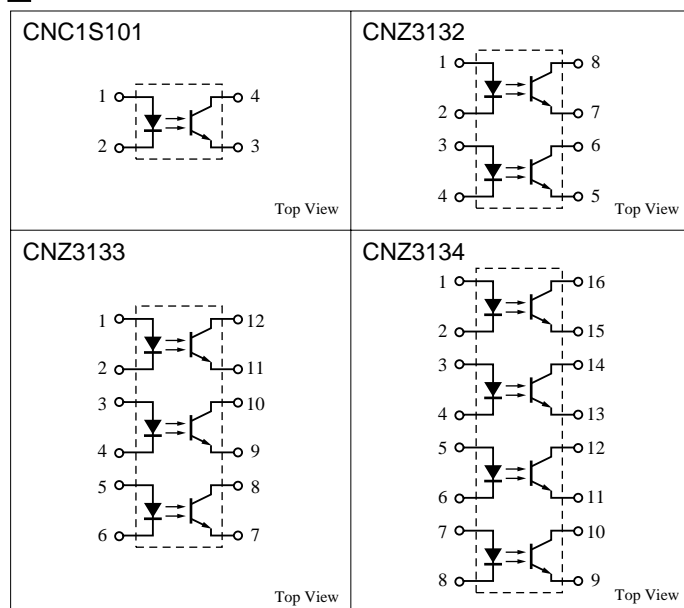 CNC1S101
1 4
2 3
Top View
CNZ3132
1 8
2 7
3 6
4 5
Top View
CNZ3133
1 12
2 11
3 10
4 9
5 8
6 7
Top View
CNZ3134
1 16
2 15
3 14
4 13
5 12
6 11
7 10
8 9
Top View